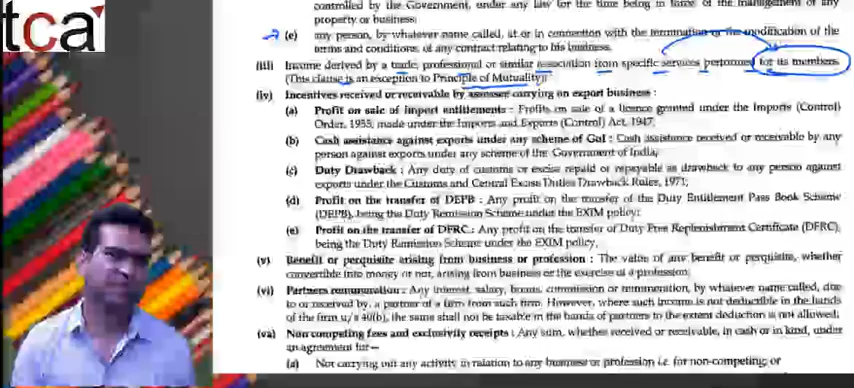 tca
controlled by the Government, under any law for the time being in force of the management of any
property or business;
(e) any person, by whatever name called, at or in connection with the termination or the modification of the
terms and conditions, of any contract relating to his business.
(iii) Income derived by a trade, professional or similar association from specific services performed for its members.
(This clause is an exception to Principle of Mutuality)
(iv) Incentives received or receivable by assessee carrying on export business :
(a) Profit on sale of import entitlements : Profits on sale of a licence granted under the Imports (Control)
Order, 1955, made under the Imports and Exports (Control) Act, 1947;
(b) Cash assistance against exports under any scheme of GoI : Cash assistance received or receivable by any
person against exports under any scheme of the Government of India;
(c) Duty Drawback : Any duty of customs or excise repaid or repayable as drawback to any person against
exports under the Customs and Central Excise Duties Drawback Rules, 1971;
(d) Profit on the transfer of DEPB : Any profit on the transfer of the Duty Entitlement Pass Book Scheme
(DEPB), being the Duty Remission Scheme under the EXIM policy;
(e) Profit on the transfer of DFRC : Any profit on the transfer of Duty Free Replenishment Certificate (DFRC),
being the Duty Remission Scheme under the EXIM policy.
(v) Benefit or perquisite arising from business or profession : The value of any benefit or perquisite, whether
convertible into money or not, arising from business or the exercise of a profession;
(vi) Partners remuneration : Any interest, salary, bonus, commission or remuneration, by whatever name called, due
to or received by, a partner of a firm from such firm. However, where such income is not deductible in the hands
of the firm u/s 40(b), the same shall not be taxable in the hands of partners to the extent deduction is not allowed;
(va) Non competing fees and exclusivity receipts : Any sum, whether received or receivable, in cash or in kind, under
an agreement for—
(a) Not carrying out any activity in relation to any business or profession i.e. for non-competing; or